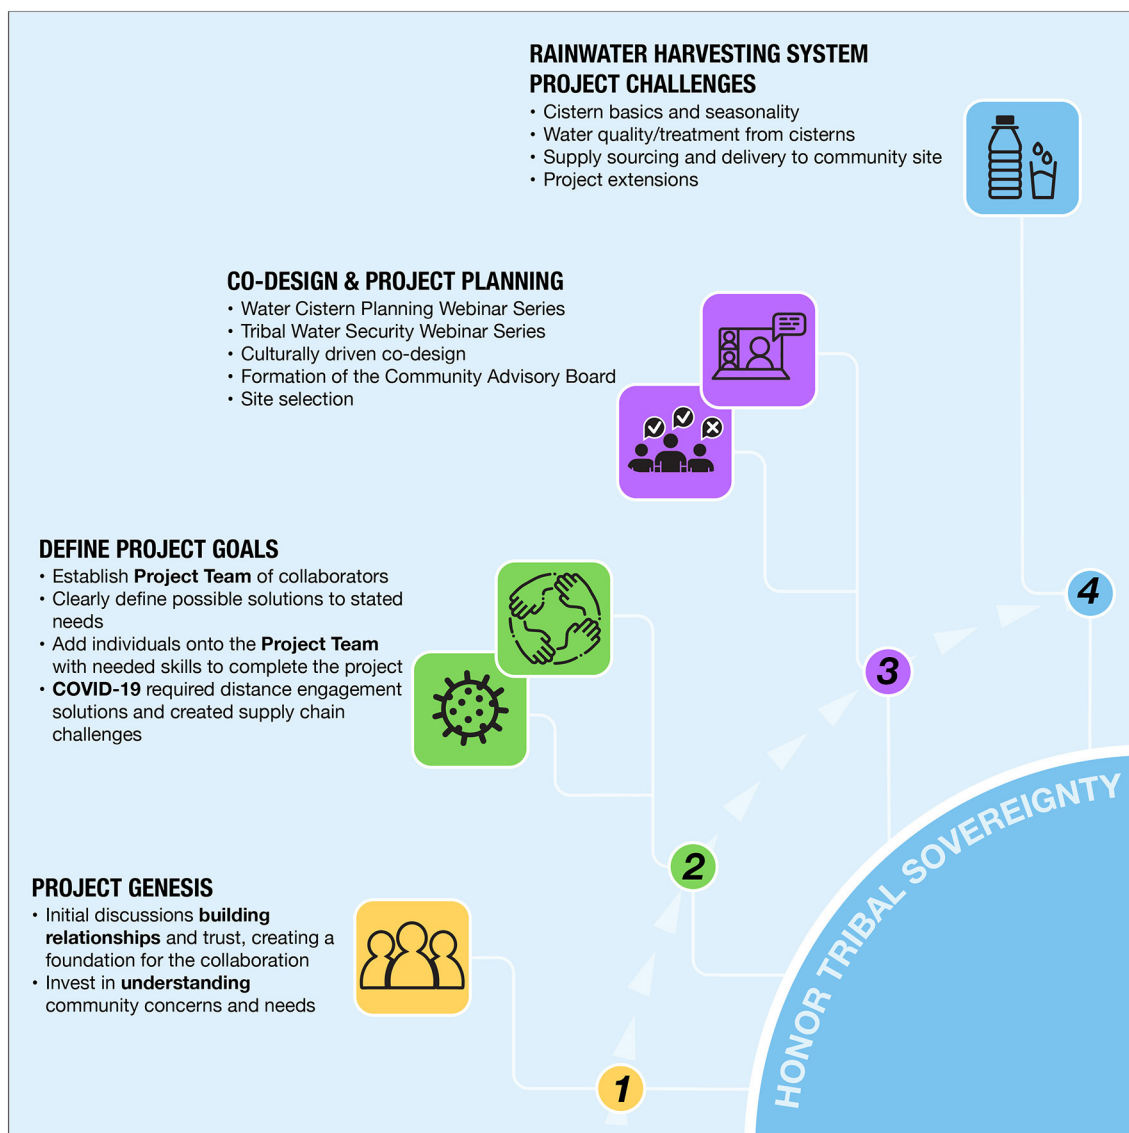 RAINWATER HARVESTING SYSTEM
PROJECT CHALLENGES
• Cistern basics and seasonality
• Water quality/treatment from cisterns
• Supply sourcing and delivery to community site
• Project extensions
CO-DESIGN & PROJECT PLANNING
• Water Cistern Planning Webinar Series
• Tribal Water Security Webinar Series
• Culturally driven co-design
• Formation of the Community Advisory Board
• Site selection
DEFINE PROJECT GOALS
• Establish Project Team of collaborators
• Clearly define possible solutions to stated
needs
• Add individuals onto the Project Team
with needed skills to complete the project
• COVID-19 required distance engagement
solutions and created supply chain
challenges
PROJECT GENESIS
• Initial discussions building
relationships and trust, creating a
foundation for the collaboration
• Invest in understanding
community concerns and needs
1
2
3
4
HONOR TRIBAL SOVEREIGNTY